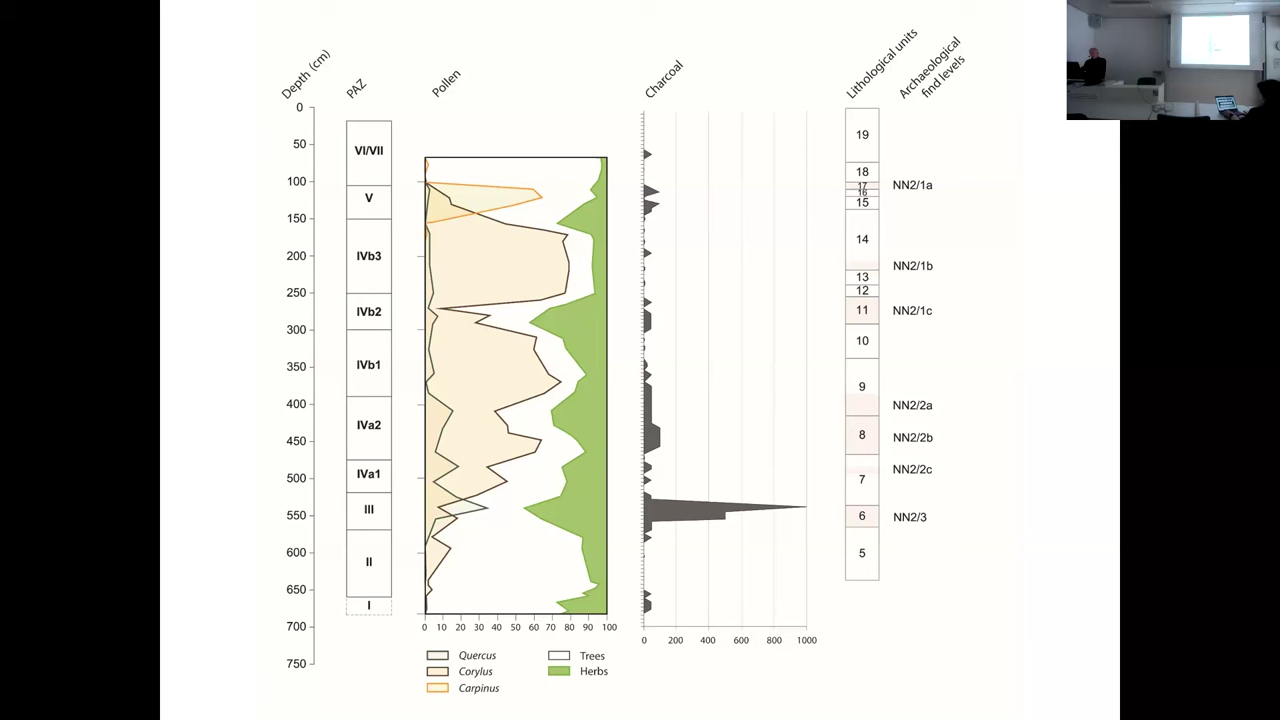 Depth (cm)
PAZ
Pollen
Charcoal
Lithological units
Archaeological
find levels
0
50
100
150
200
250
300
350
400
450
500
550
600
650
700
750
VI/VII
V
IVb3
IVb2
IVb1
IVa2
IVa1
III
II
I
0 10 20 30 40 50 60 70 80 90 100
0 200 400 600 800 1000
19
18
17
16
15
14
13
12
11
10
9
8
7
6
5
NN2/1a
NN2/1b
NN2/1c
NN2/2a
NN2/2b
NN2/2c
NN2/3
Quercus
Corylus
Carpinus
Trees
Herbs